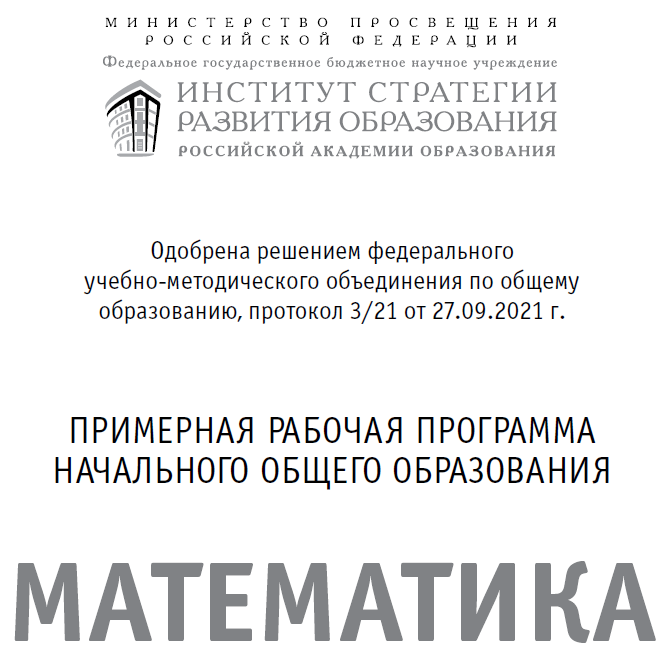 МИНИСТЕРСТВО ПРОСВЕЩЕНИЯ
РОССИЙСКОЙ ФЕДЕРАЦИИ
Федеральное государственное бюджетное научное учреждение
ИНСТИТУТ СТРАТЕГИИ
РАЗВИТИЯ ОБРАЗОВАНИЯ
РОССИЙСКОЙ АКАДЕМИИ ОБРАЗОВАНИЯ
Одобрена решением федерального
учебно-методического объединения по общему
образованию, протокол 3/21 от 27.09.2021 г.
ПРИМЕРНАЯ РАБОЧАЯ ПРОГРАММА
НАЧАЛЬНОГО ОБЩЕГО ОБРАЗОВАНИЯ
МАТЕМАТИКА